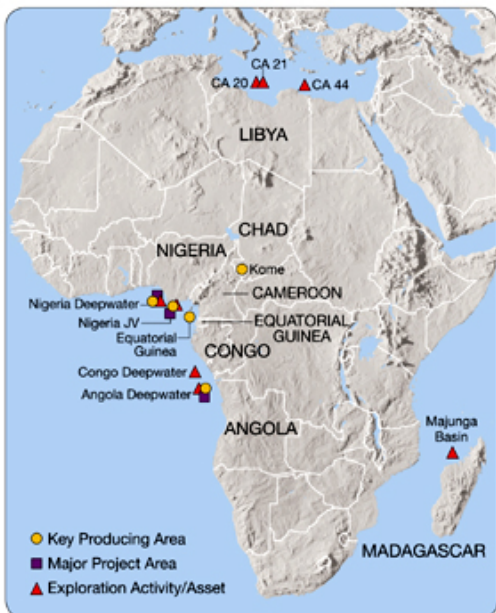 CA 21
CA 20
CA 44
LIBYA
CHAD
NIGERIA
Kome
CAMEROON
Nigeria Deepwater
Nigeria JV
EQUATORIAL
GUINEA
Equatorial
Guinea
CONGO
Congo Deepwater
Angola Deepwater
ANGOLA
Majunga
Basin
MADAGASCAR
Key Producing Area
Major Project Area
Exploration Activity/Asset